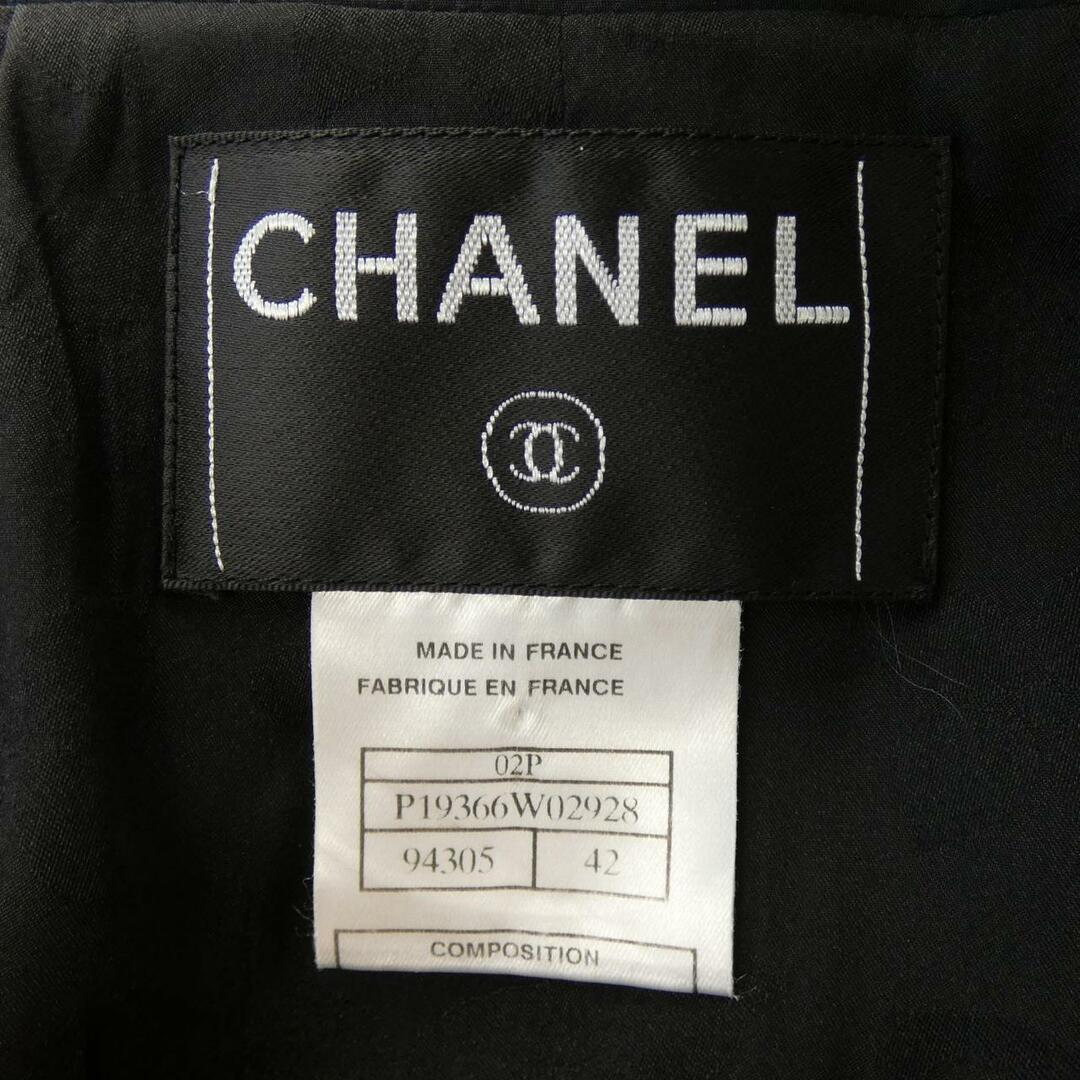 CHANEL
MADE IN FRANCE
FABRIQUE EN FRANCE
02P
P19366W02928
94305 42
COMPOSITION